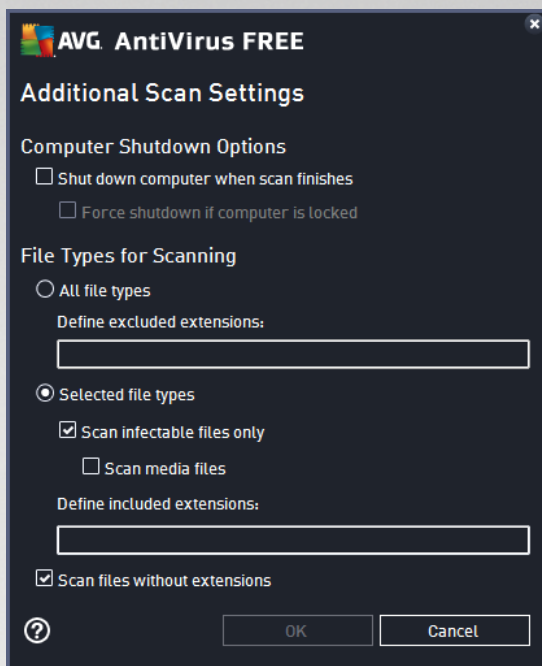 AVG. AntiVirus FREE
Additional Scan Settings
Computer Shutdown Options
Shut down computer when scan finishes
Force shutdown if computer is locked
File Types for Scanning
All file types
Define excluded extensions:
Selected file types
Scan infectable files only
Scan media files
Define included extensions:
Scan files without extensions
OK
Cancel